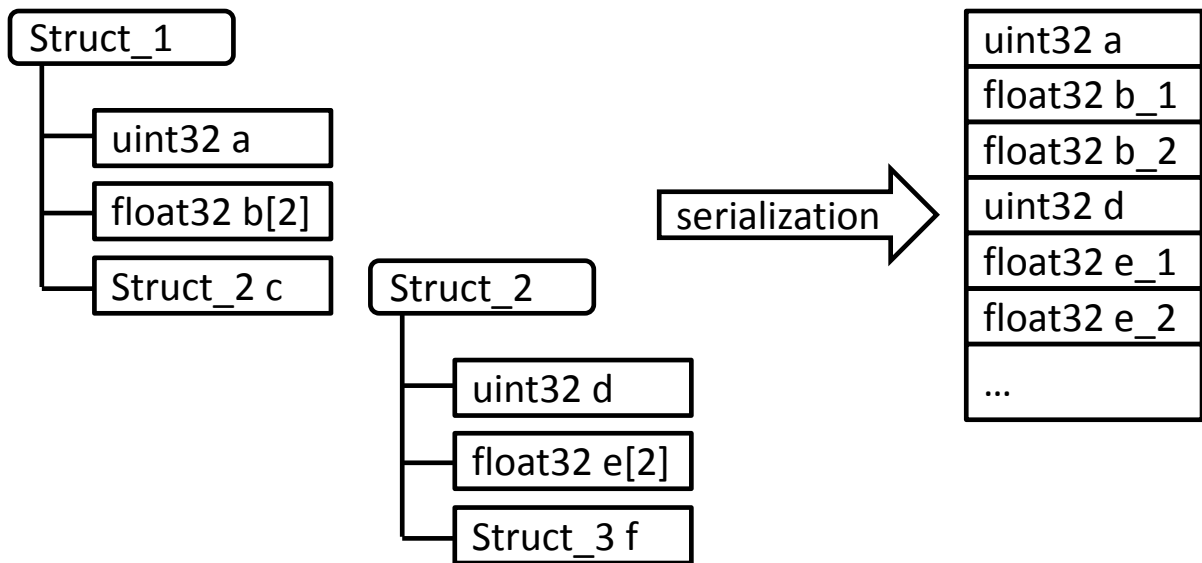 Struct_1
uint32 a
float32 b[2]
Struct_2 c
Struct_2
uint32 d
float32 e[2]
Struct_3 f
serialization
uint32 a
float32 b_1
float32 b_2
uint32 d
float32 e_1
float32 e_2
...